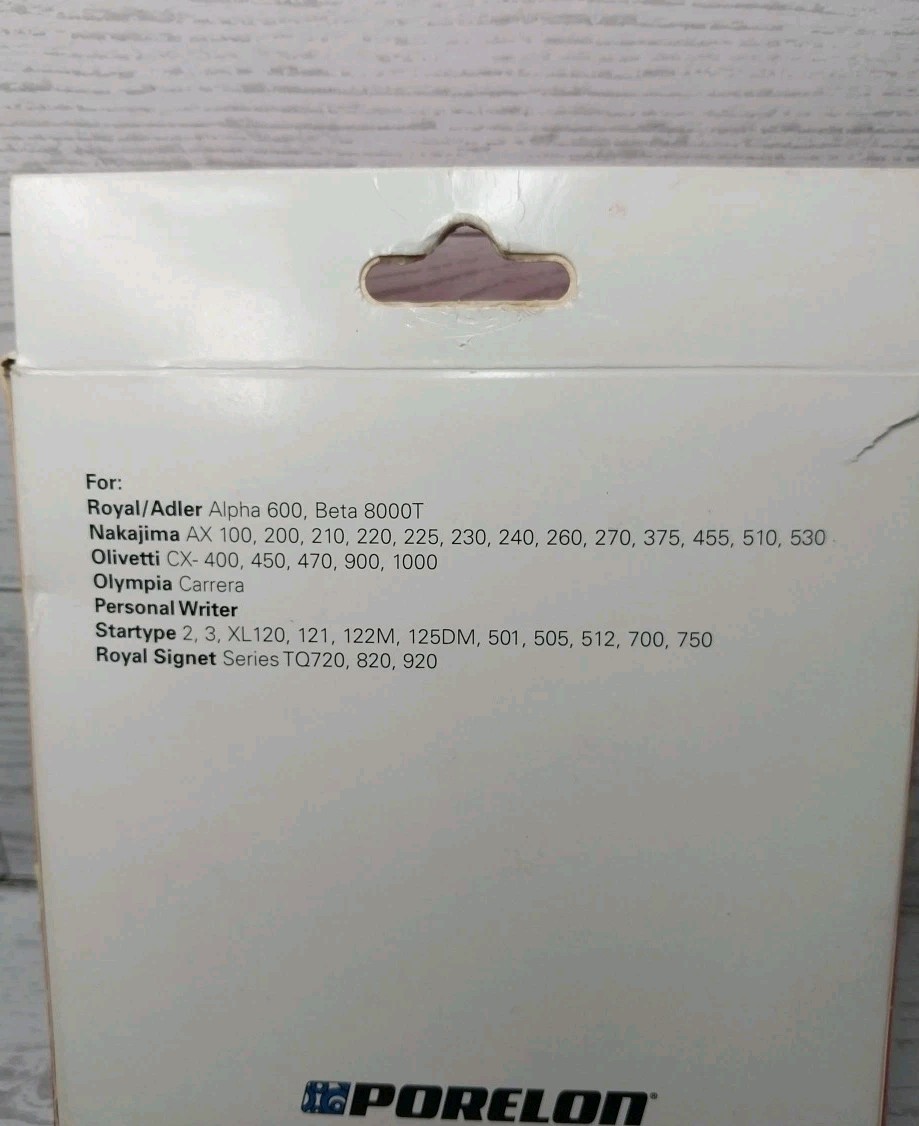 For:
Royal/Adler Alpha 600, Beta 8000T
Nakajima AX 100, 200, 210, 220, 225, 230, 240, 260, 270, 375, 455, 510, 530
Olivetti CX- 400, 450, 470, 900, 1000
Olympia Carrera
Personal Writer
Startype 2, 3, XL120, 121, 122M, 125DM, 501, 505, 512, 700, 750
Royal Signet Series TQ720, 820, 920
PORELON